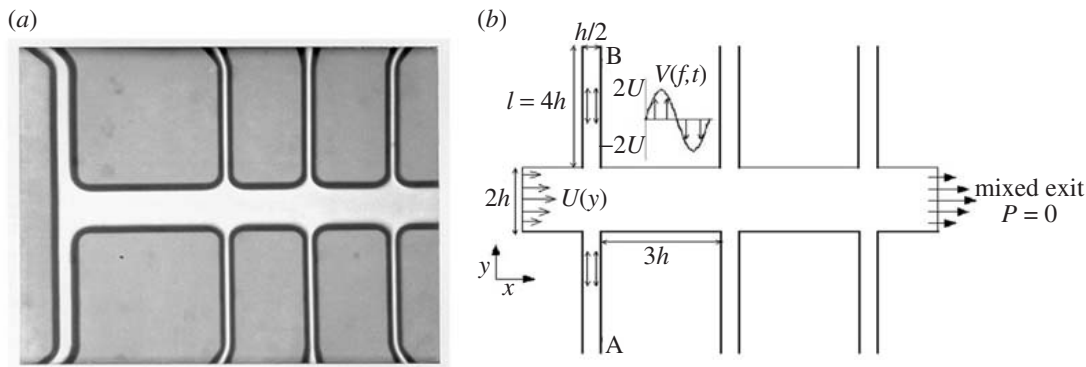 (a)
(b)
h/2
B
l = 4h
2U
V(f,t)
−2U
2h
U(y)
mixed exit
P = 0
3h
y
x
A